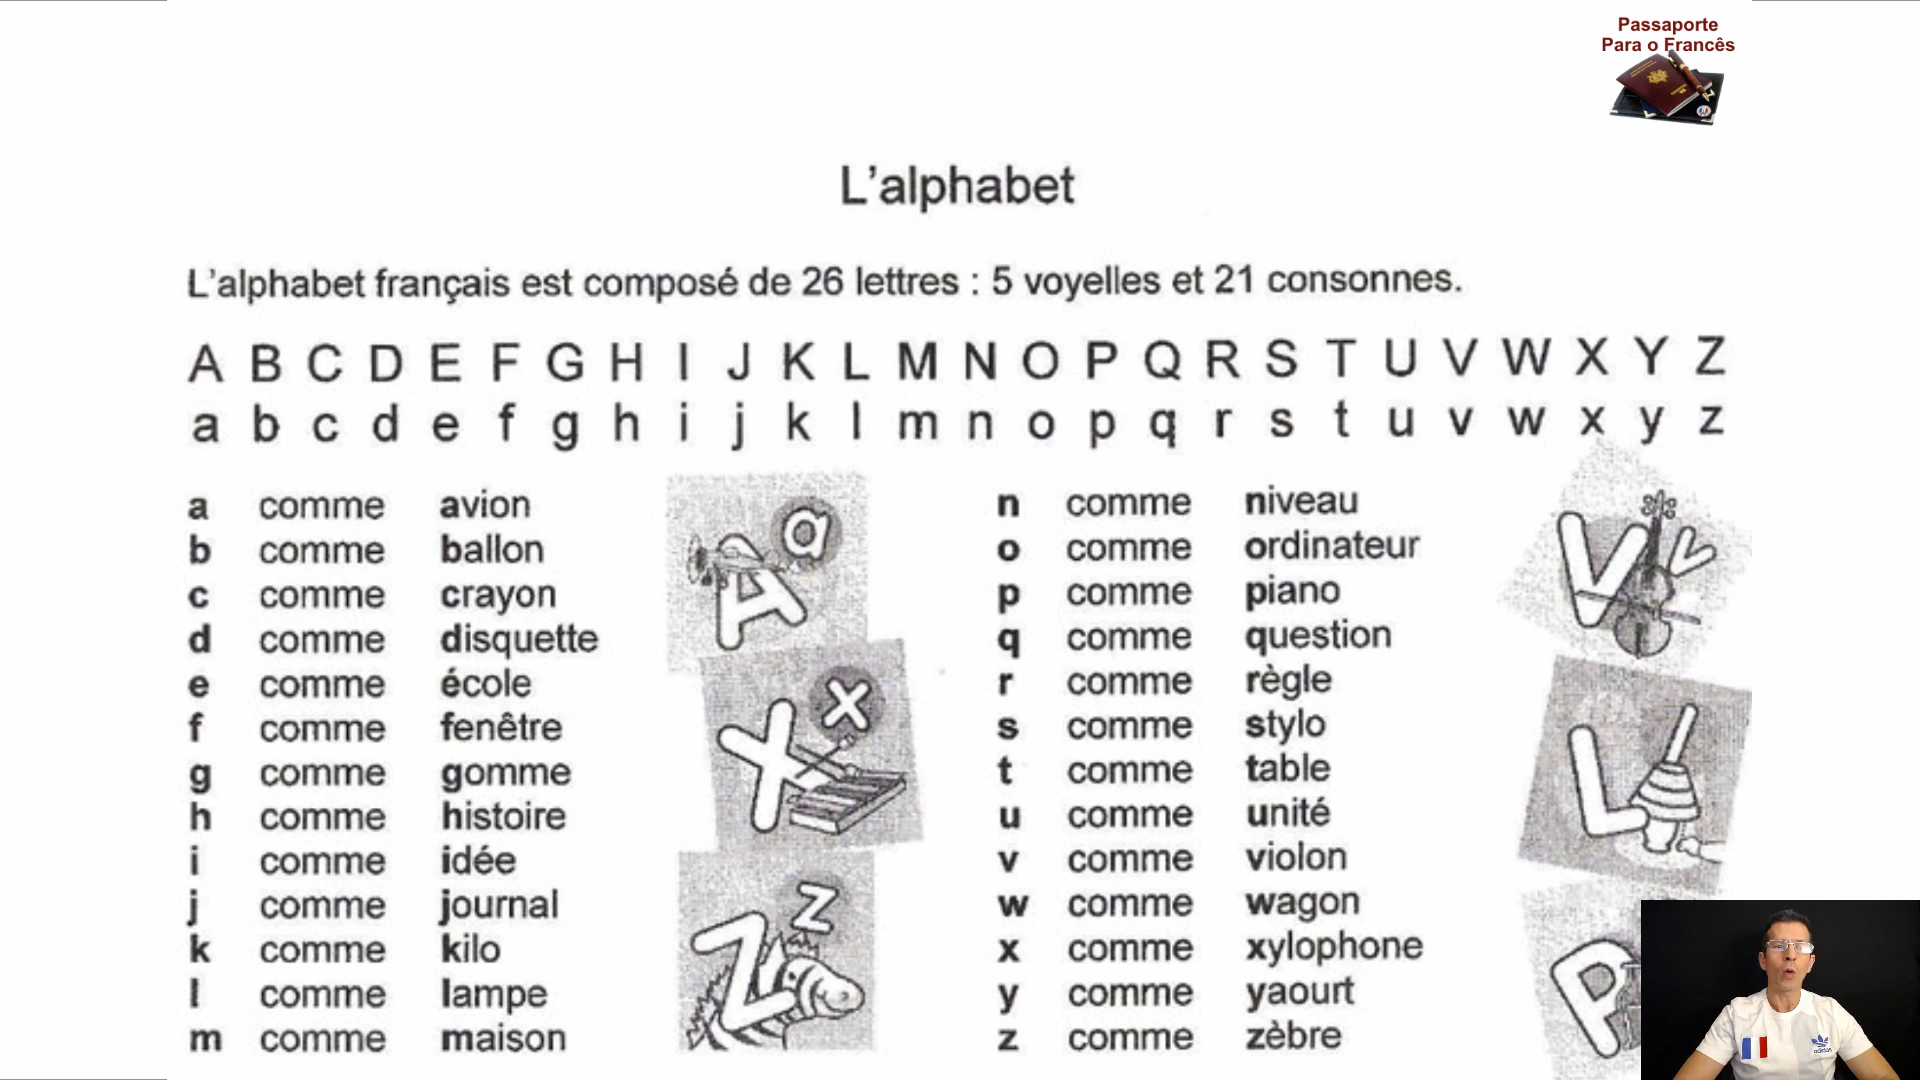 Passaporte
Para o Francês
L'alphabet
L'alphabet français est composé de 26 lettres : 5 voyelles et 21 consonnes.
A B C D E F G H I J K L M N O P Q R S T U V W X Y Z
a b c d e f g h i j k l m n o p q r s t u v w x y z
a comme avion
b comme ballon
c comme crayon
d comme disquette
e comme école
f comme fenêtre
g comme gomme
h comme histoire
i comme idée
j comme journal
k comme kilo
l comme lampe
m comme maison
A a
X x
Z z
n comme niveau
o comme ordinateur
p comme piano
q comme question
r comme règle
s comme stylo
t comme table
u comme unité
v comme violon
w comme wagon
x comme xylophone
y comme yaourt
z comme zèbre
V v
L
P
adidas